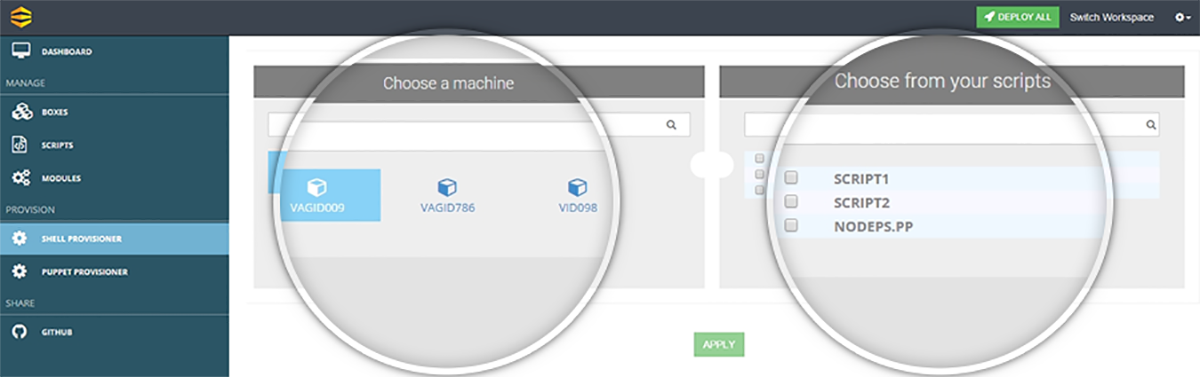 DEPLOY ALL
Switch Workspace
DASHBOARD
MANAGE
BOXES
SCRIPTS
MODULES
PROVISION
SHELL PROVISIONER
PUPPET PROVISIONER
SHARE
GITHUB
Choose a machine
VAGID009 VAGID786 VID098
Choose from your scripts
SCRIPT1
SCRIPT2
NODEPS.PP
APPLY